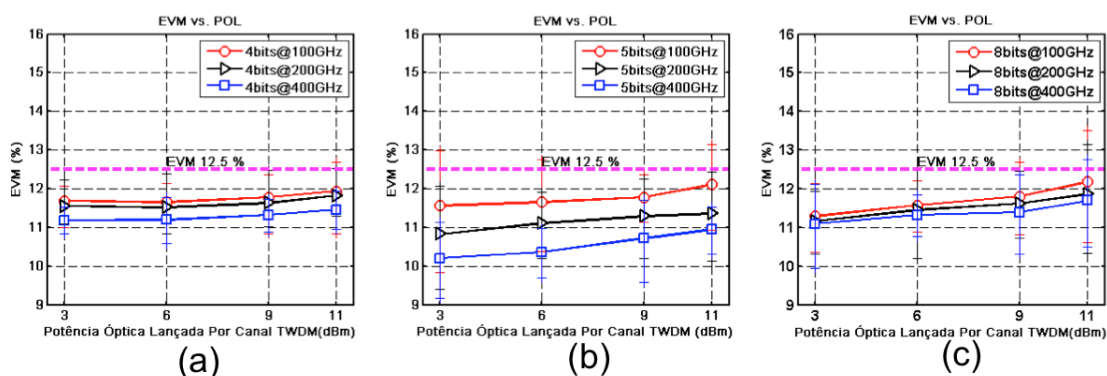 EVM vs. POL
16
15
14
13
12
11
10
9
EVM (%)
4bits@100GHz
4bits@200GHz
4bits@400GHz
EVM 12.5 %
3 6 9 11
Potência Óptica Lançada Por Canal TWDM(dBm)
(a)
EVM vs. POL
16
15
14
13
12
11
10
9
EVM (%)
5bits@100GHz
5bits@200GHz
5bits@400GHz
EVM 12.5 %
3 6 9 11
Potência Óptica Lançada Por Canal TWDM (dBm)
(b)
EVM vs. POL
16
15
14
13
12
11
10
9
EVM (%)
8bits@100GHz
8bits@200GHz
8bits@400GHz
EVM 12.5 %
3 6 9 11
Potência Óptica Lançada Por Canal TWDM(dBm)
(c)